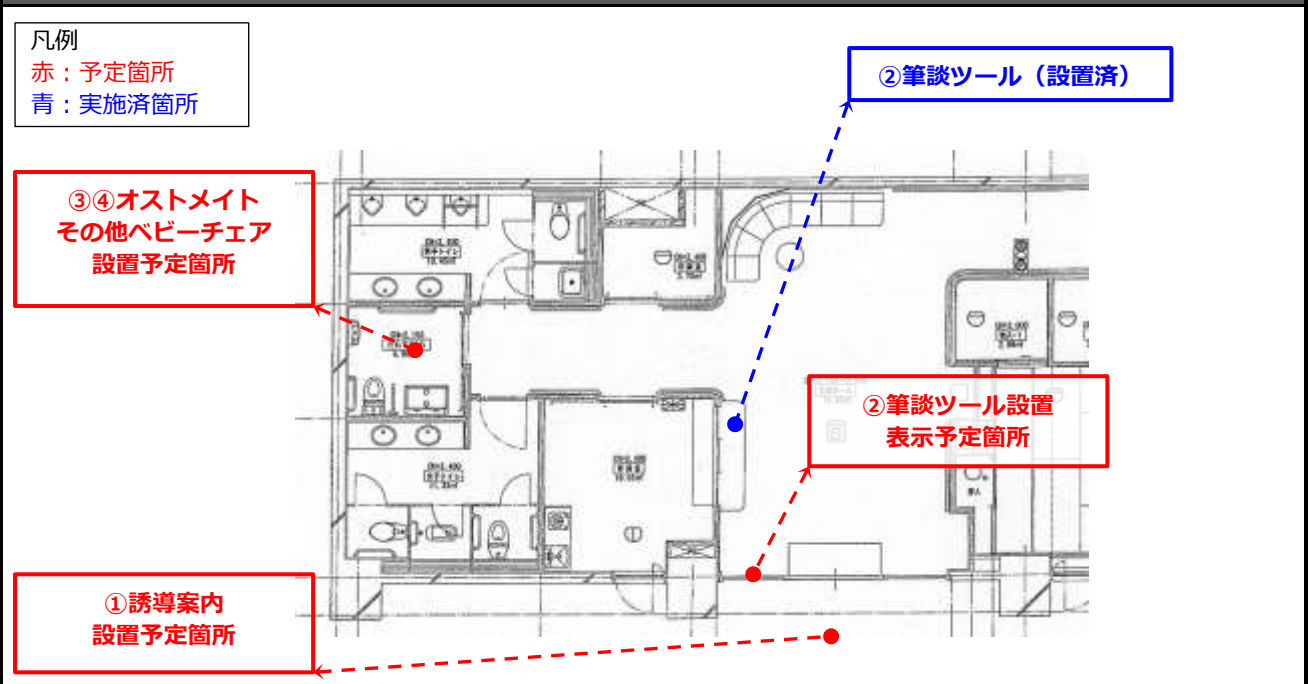 凡例
赤：予定箇所
青：実施済箇所
②筆談ツール（設置済）
③④オストメイト
その他ベビーチェア
設置予定箇所
②筆談ツール設置
表示予定箇所
①誘導案内
設置予定箇所